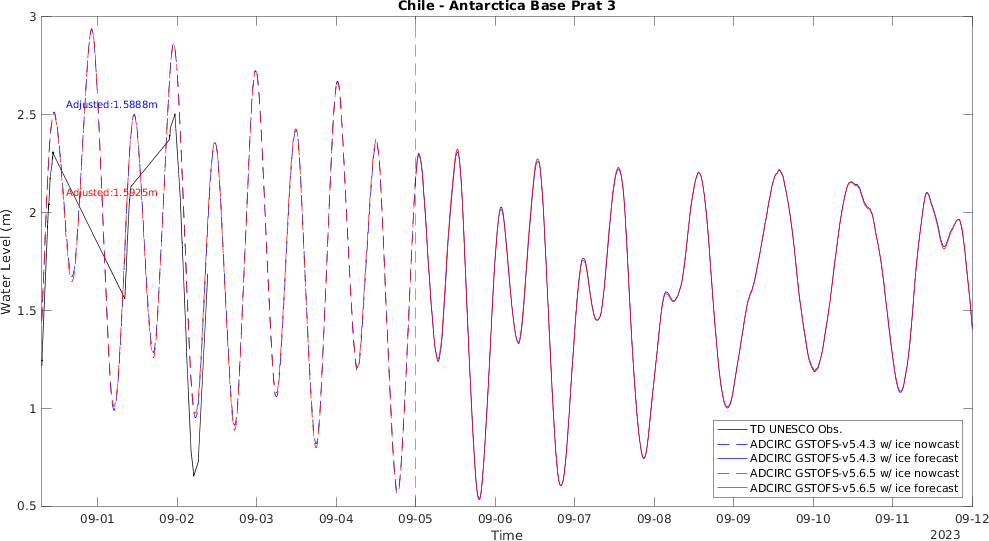 Chile - Antarctica Base Prat 3
3
2.5
2
1.5
1
0.5
Water Level (m)
Adjusted:1.5888m
Adjusted:1.5925m
TD UNESCO Obs.
ADCIRC GSTOFS-v5.4.3 w/ ice nowcast
ADCIRC GSTOFS-v5.4.3 w/ ice forecast
ADCIRC GSTOFS-v5.6.5 w/ ice nowcast
ADCIRC GSTOFS-v5.6.5 w/ ice forecast
09-01 09-02 09-03 09-04 09-05 09-06 09-07 09-08 09-09 09-10 09-11 09-12
Time
2023